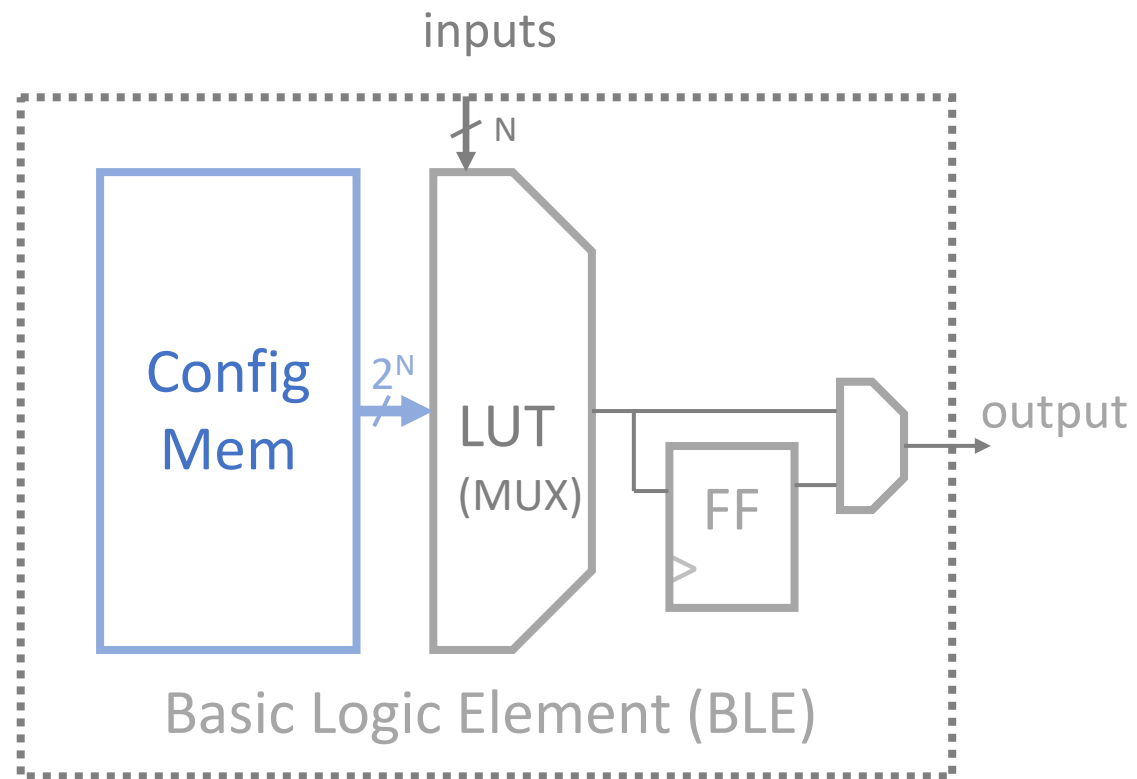 inputs
N
Config
Mem
2ᴺ
LUT
(MUX)
FF
output
Basic Logic Element (BLE)